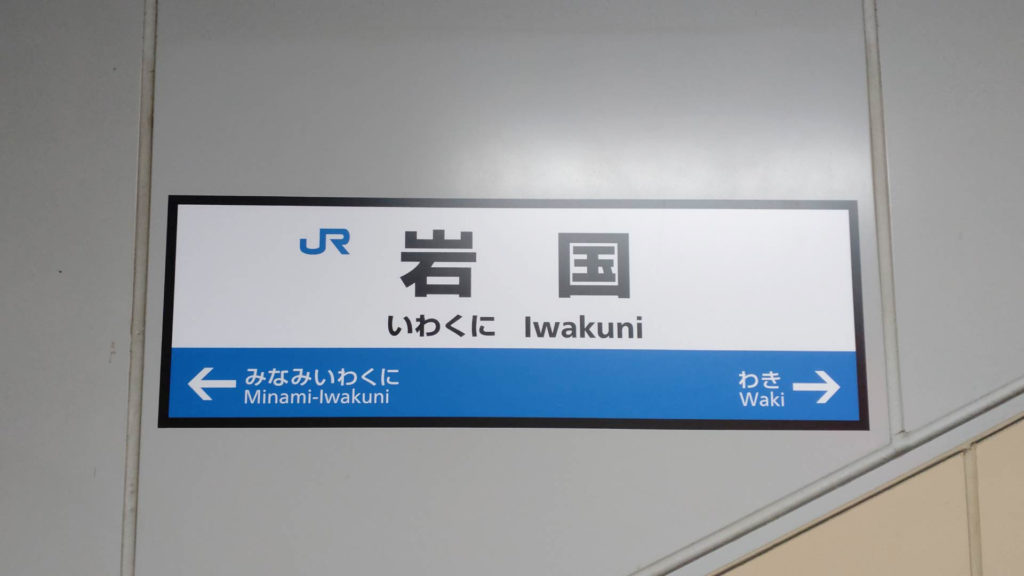 JR 岩国
いわくに Iwakuni
← みなみいわくに わき →
Minami-Iwakuni Waki